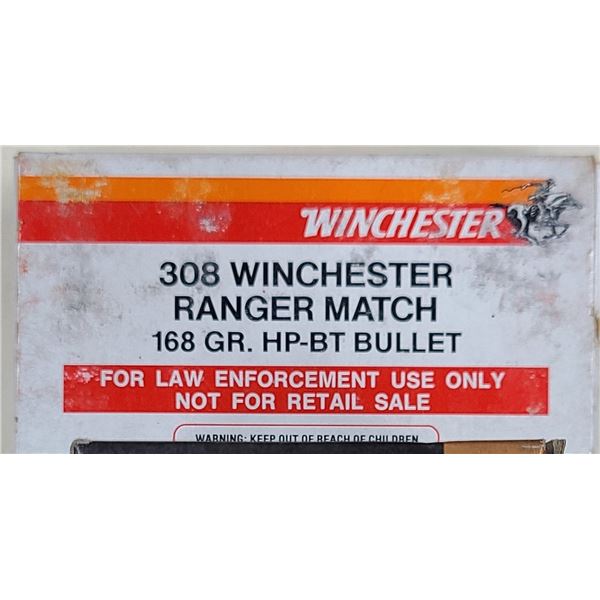 WINCHESTER
308 WINCHESTER
RANGER MATCH
168 GR. HP-BT BULLET
FOR LAW ENFORCEMENT USE ONLY
NOT FOR RETAIL SALE
WARNING: KEEP OUT OF REACH OF CHILDREN